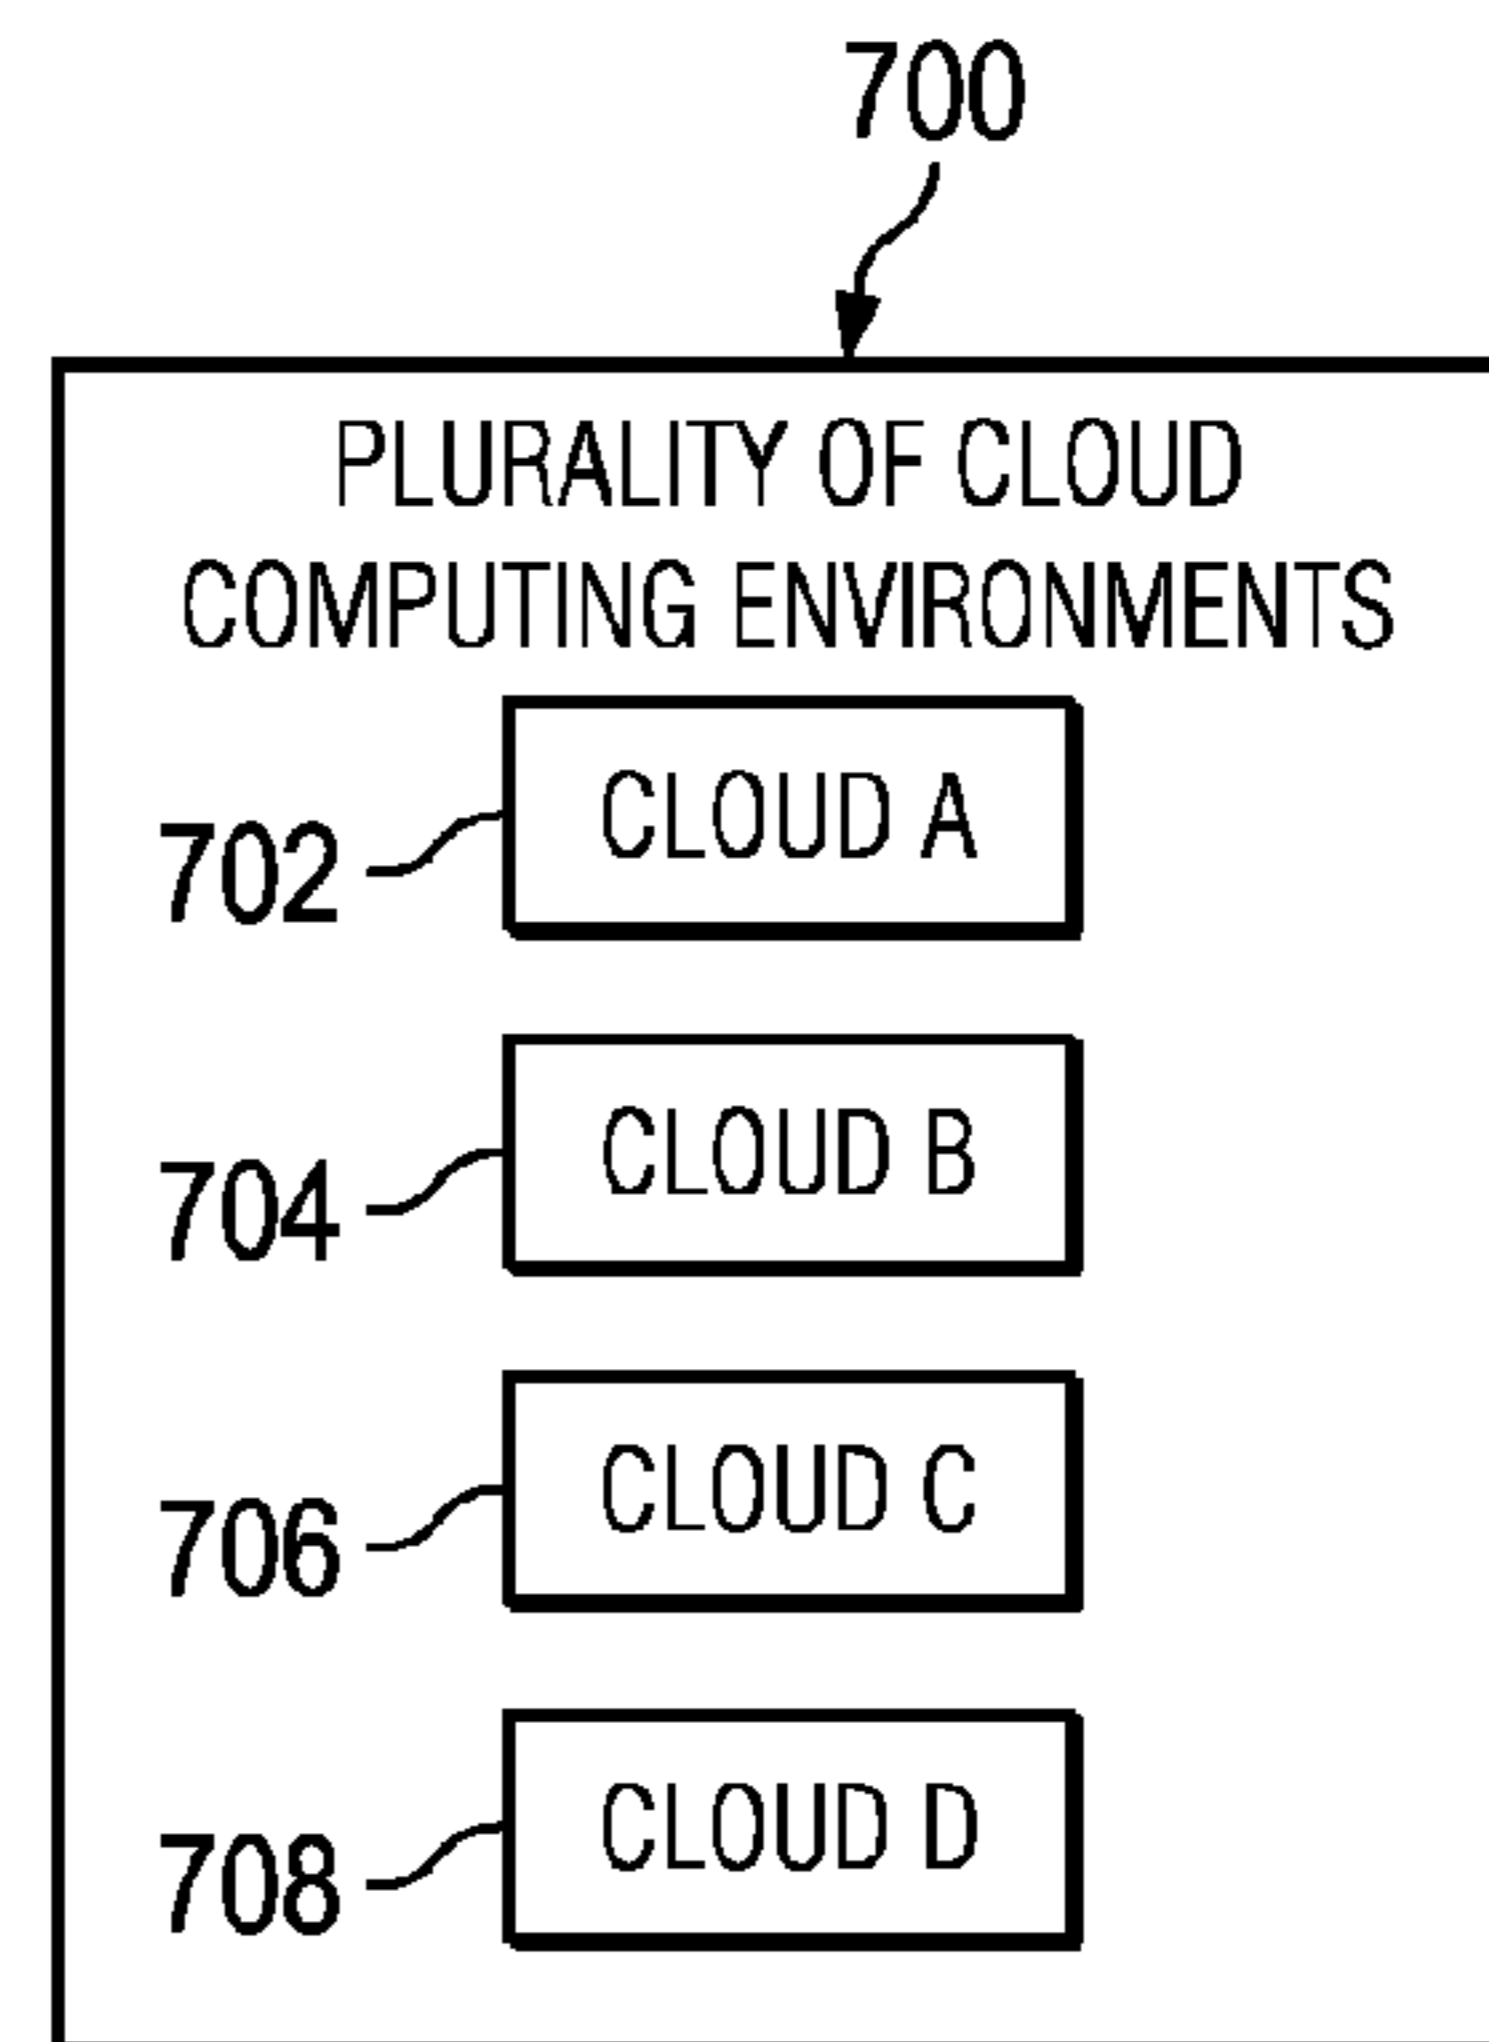 700
PLURALITY OF CLOUD
COMPUTING ENVIRONMENTS
CLOUD A
702
CLOUD B
704
CLOUD C
706
CLOUD D
708